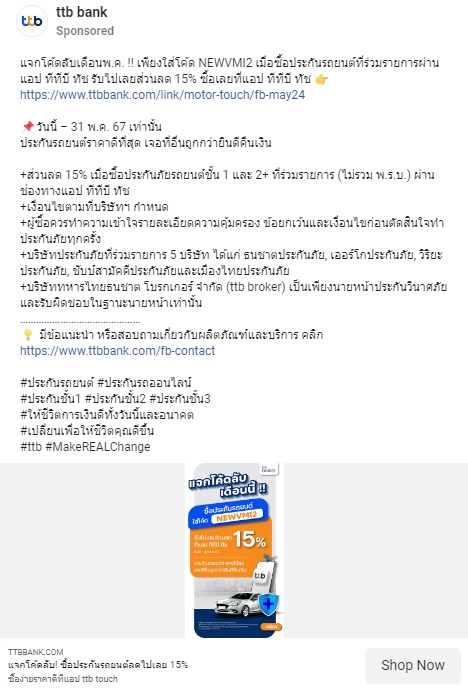 ttb bank
Sponsored
แจกโค้ดลับเดือนพ.ค. !! เพียงใส่โค้ด NEWVMI2 เมื่อซื้อประกันรถยนต์ที่ร่วมรายการผ่าน
แอป ทีทีบี ทัช รับไปเลยส่วนลด 15% ซื้อเลยที่แอป ทีทีบี ทัช 👉
https://www.ttbbank.com/link/motor-touch/fb-may24
📌วันนี้ – 31 พ.ค. 67 เท่านั้น
ประกันรถยนต์ราคาดีที่สุด เจอที่อื่นถูกกว่ายินดีคืนเงิน
+ส่วนลด 15% เมื่อซื้อประกันภัยรถยนต์ชั้น 1 และ 2+ ที่ร่วมรายการ (ไม่รวม พ.ร.บ.) ผ่าน
ช่องทางแอป ทีทีบี ทัช
+เงื่อนไขตามที่บริษัทฯ กำหนด
+ผู้ซื้อควรทำความเข้าใจรายละเอียดความคุ้มครอง ข้อยกเว้นและเงื่อนไขก่อนตัดสินใจทำ
ประกันภัยทุกครั้ง
+บริษัทประกันภัยที่ร่วมรายการ 5 บริษัท ได้แก่ ธนชาตประกันภัย, เออร์โกประกันภัย, วิริยะ
ประกันภัย, ชับบ์สามัคคีประกันภัยและเมืองไทยประกันภัย
+บริษัททหารไทยธนชาต โบรกเกอร์ จำกัด (ttb broker) เป็นเพียงนายหน้าประกันวินาศภัย
และรับผิดชอบในฐานะนายหน้าเท่านั้น
............................................
💡 มีข้อแนะนำ หรือสอบถามเกี่ยวกับผลิตภัณฑ์และบริการ คลิก
https://www.ttbbank.com/fb-contact
#ประกันรถยนต์ #ประกันรถออนไลน์
#ประกันชั้น1 #ประกันชั้น2 #ประกันชั้น3
#ให้ชีวิตการเงินดีทั้งวันนี้และอนาคต
#เปลี่ยนเพื่อให้ชีวิตคุณดีขึ้น
#ttb #MakeREALChange
แจกโค้ดลับ
เดือนนี้ !!
ซื้อประกันรถยนต์
ใส่โค้ด NEWVMI2
15%
ttb
TTBBANK.COM
แจกโค้ดลับ! ซื้อประกันรถยนต์ลดไปเลย 15%
ซื้อง่ายราคาดีที่แอป ttb touch
Shop Now